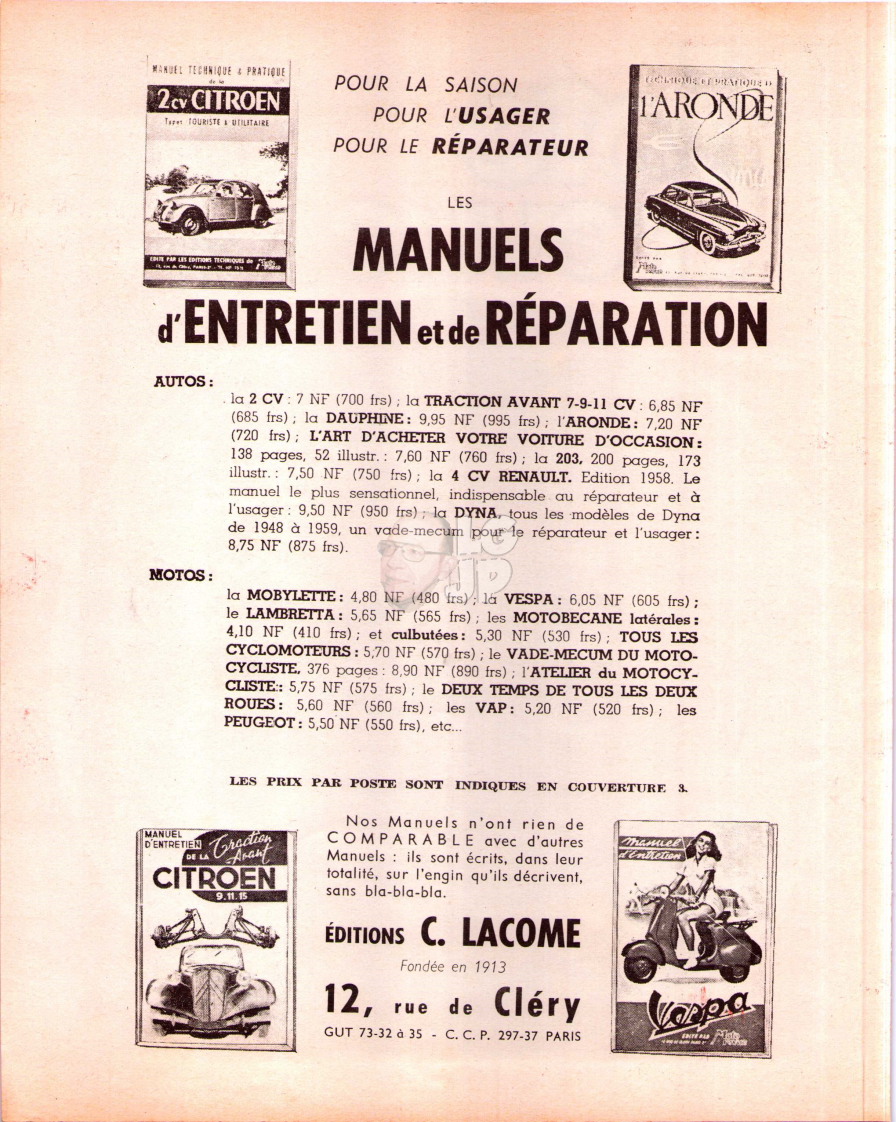 MANUEL TECHNIQUE & PRATIQUE
de la
2CV CITROEN
Types TOURISTE & UTILITAIRE
EDITE PAR LES EDITIONS TECHNIQUES de
POUR LA SAISON
POUR L'USAGER
POUR LE RÉPARATEUR
l'ARONDE
LES
MANUELS
d'ENTRETIEN et de RÉPARATION
AUTOS :
la 2 CV : 7 NF (700 frs) ; la TRACTION AVANT 7-9-11 CV : 6,85 NF
(685 frs) ; la DAUPHINE : 9,95 NF (995 frs) ; l'ARONDE : 7,20 NF
(720 frs) ; L'ART D'ACHETER VOTRE VOITURE D'OCCASION :
138 pages, 52 illustr. : 7,60 NF (760 frs) ; la 203, 200 pages, 173
illustr. : 7,50 NF (750 frs) ; la 4 CV RENAULT. Edition 1958. Le
manuel le plus sensationnel, indispensable au réparateur et à
l'usager : 9,50 NF (950 frs) ; la DYNA, tous les modèles de Dyna
de 1948 à 1959, un vade-mecum pour le réparateur et l'usager :
8,75 NF (875 frs).
MOTOS :
la MOBYLETTE : 4,80 NF (480 frs) ; la VESPA : 6,05 NF (605 frs) ;
le LAMBRETTA : 5,65 NF (565 frs) ; les MOTOBECANE latérales :
4,10 NF (410 frs) ; et culbutées : 5,30 NF (530 frs) ; TOUS LES
CYCLOMOTEURS : 5,70 NF (570 frs) ; le VADE-MECUM DU MOTO-
CYCLISTE, 376 pages : 8,90 NF (890 frs) ; l'ATELIER du MOTOCY-
CLISTE:: 5,75 NF (575 frs) ; le DEUX TEMPS DE TOUS LES DEUX
ROUES : 5,60 NF (560 frs) ; les VAP : 5,20 NF (520 frs) ; les
PEUGEOT : 5,50 NF (550 frs), etc...
LGJD
LES PRIX PAR POSTE SONT INDIQUES EN COUVERTURE 3.
MANUEL
D'ENTRETIEN
DE LA Traction
Avant
CITROEN
9.11.15
Nos Manuels n'ont rien de
COMPARABLE avec d'autres
Manuels : ils sont écrits, dans leur
totalité, sur l'engin qu'ils décrivent,
sans bla-bla-bla.
ÉDITIONS C. LACOME
Fondée en 1913
12, rue de Cléry
GUT 73-32 à 35 - C. C. P. 297-37 PARIS
manuel
d'entretien
Vespa
EDITE PAR